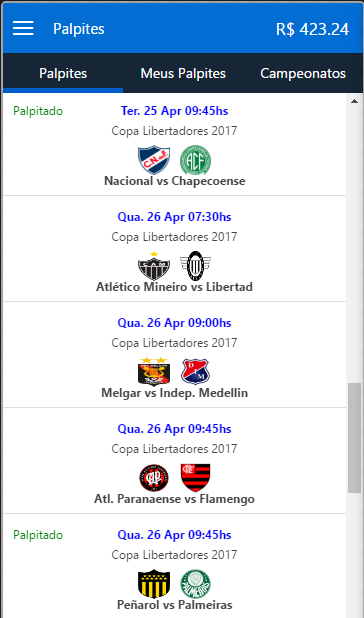 Palpites R$ 423.24
Palpites Meus Palpites Campeonatos
Palpitado Ter. 25 Apr 09:45hs
Copa Libertadores 2017
Nacional vs Chapecoense
Qua. 26 Apr 07:30hs
Copa Libertadores 2017
Atlético Mineiro vs Libertad
Qua. 26 Apr 09:00hs
Copa Libertadores 2017
Melgar vs Indep. Medellin
Qua. 26 Apr 09:45hs
Copa Libertadores 2017
Atl. Paranaense vs Flamengo
Palpitado Qua. 26 Apr 09:45hs
Copa Libertadores 2017
Peñarol vs Palmeiras